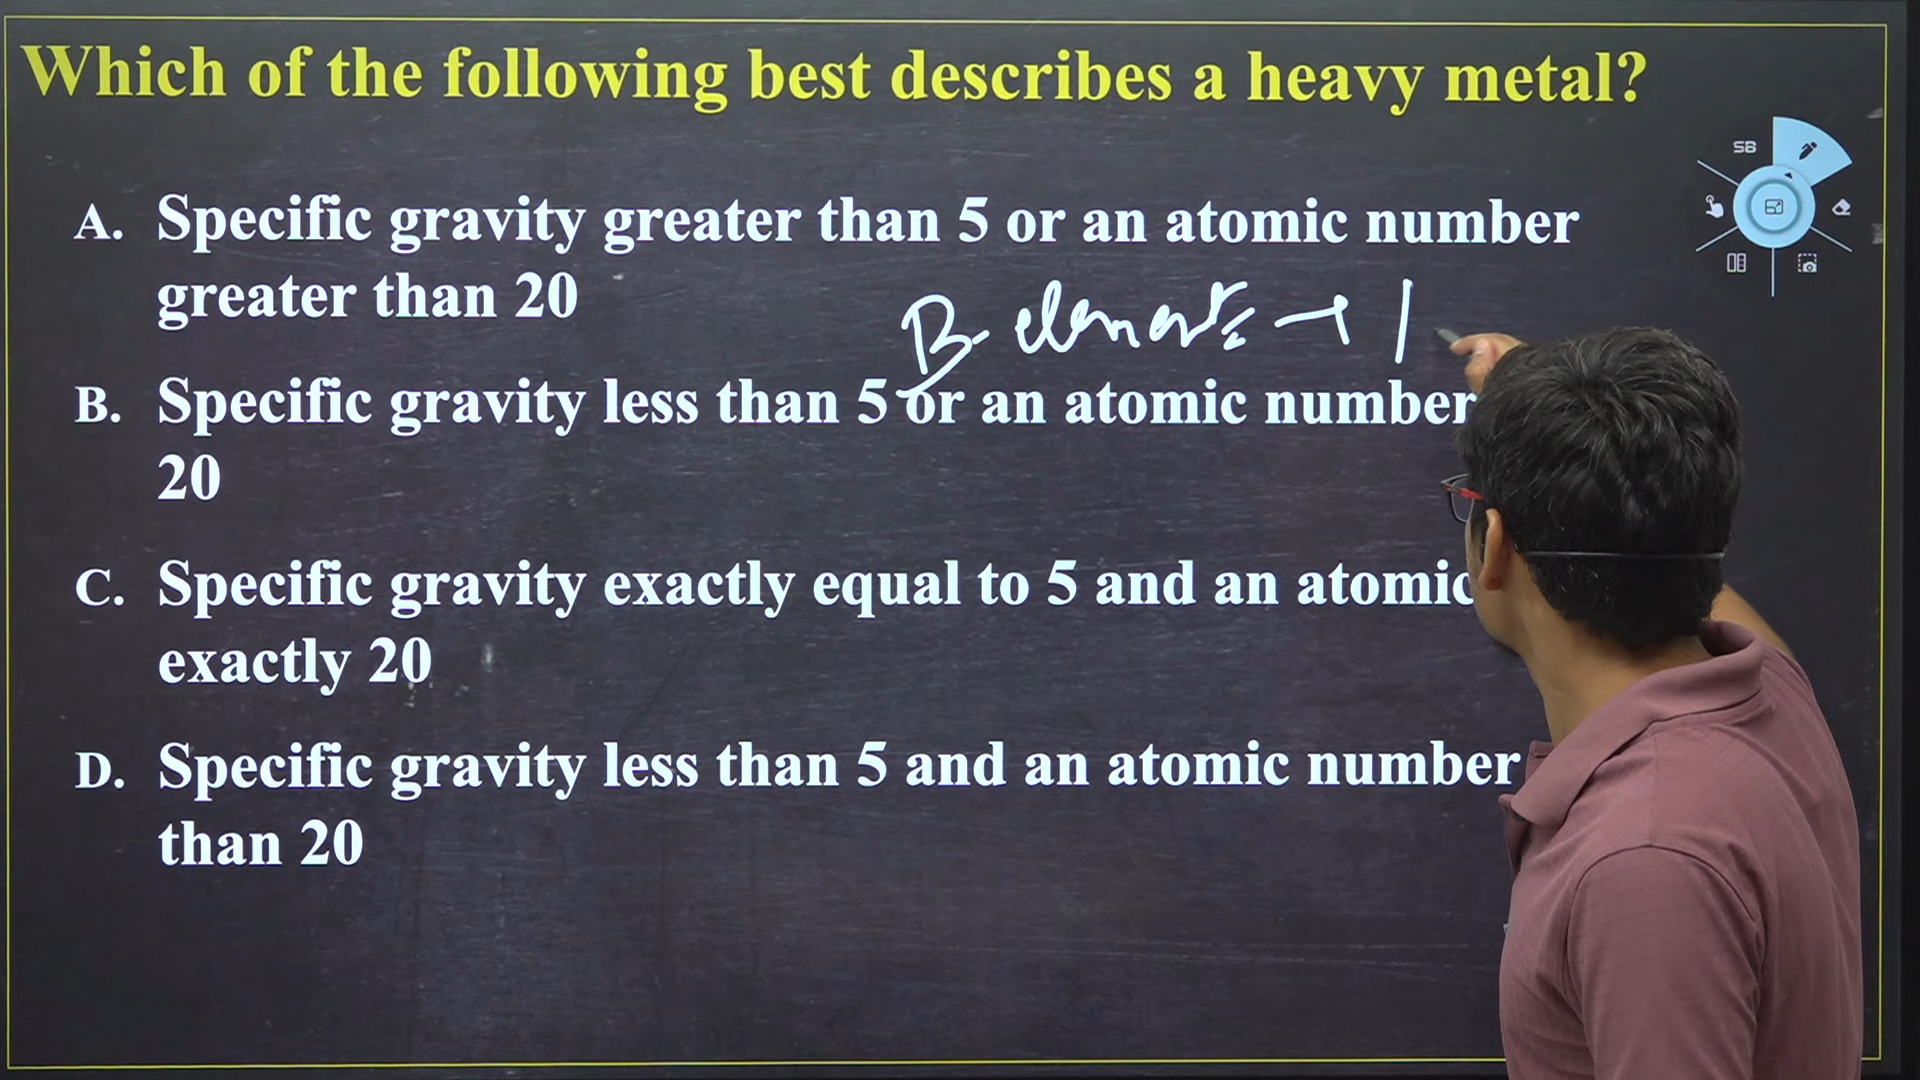 Which of the following best describes a heavy metal?
SB
A. Specific gravity greater than 5 or an atomic number
greater than 20
B elements → 1
B. Specific gravity less than 5 or an atomic number
20
C. Specific gravity exactly equal to 5 and an atomic
exactly 20
D. Specific gravity less than 5 and an atomic number
than 20